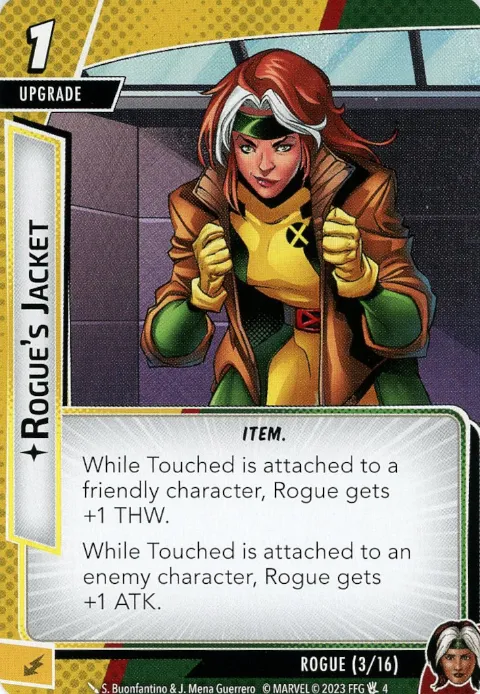 1
UPGRADE
ROGUE'S JACKET
X
ITEM.
While Touched is attached to a
friendly character, Rogue gets
+1 THW.
While Touched is attached to an
enemy character, Rogue gets
+1 ATK.
ROGUE (3/16)
S. Buonfantino & J. Mena Guerrero © MARVEL © 2023 FFG 4